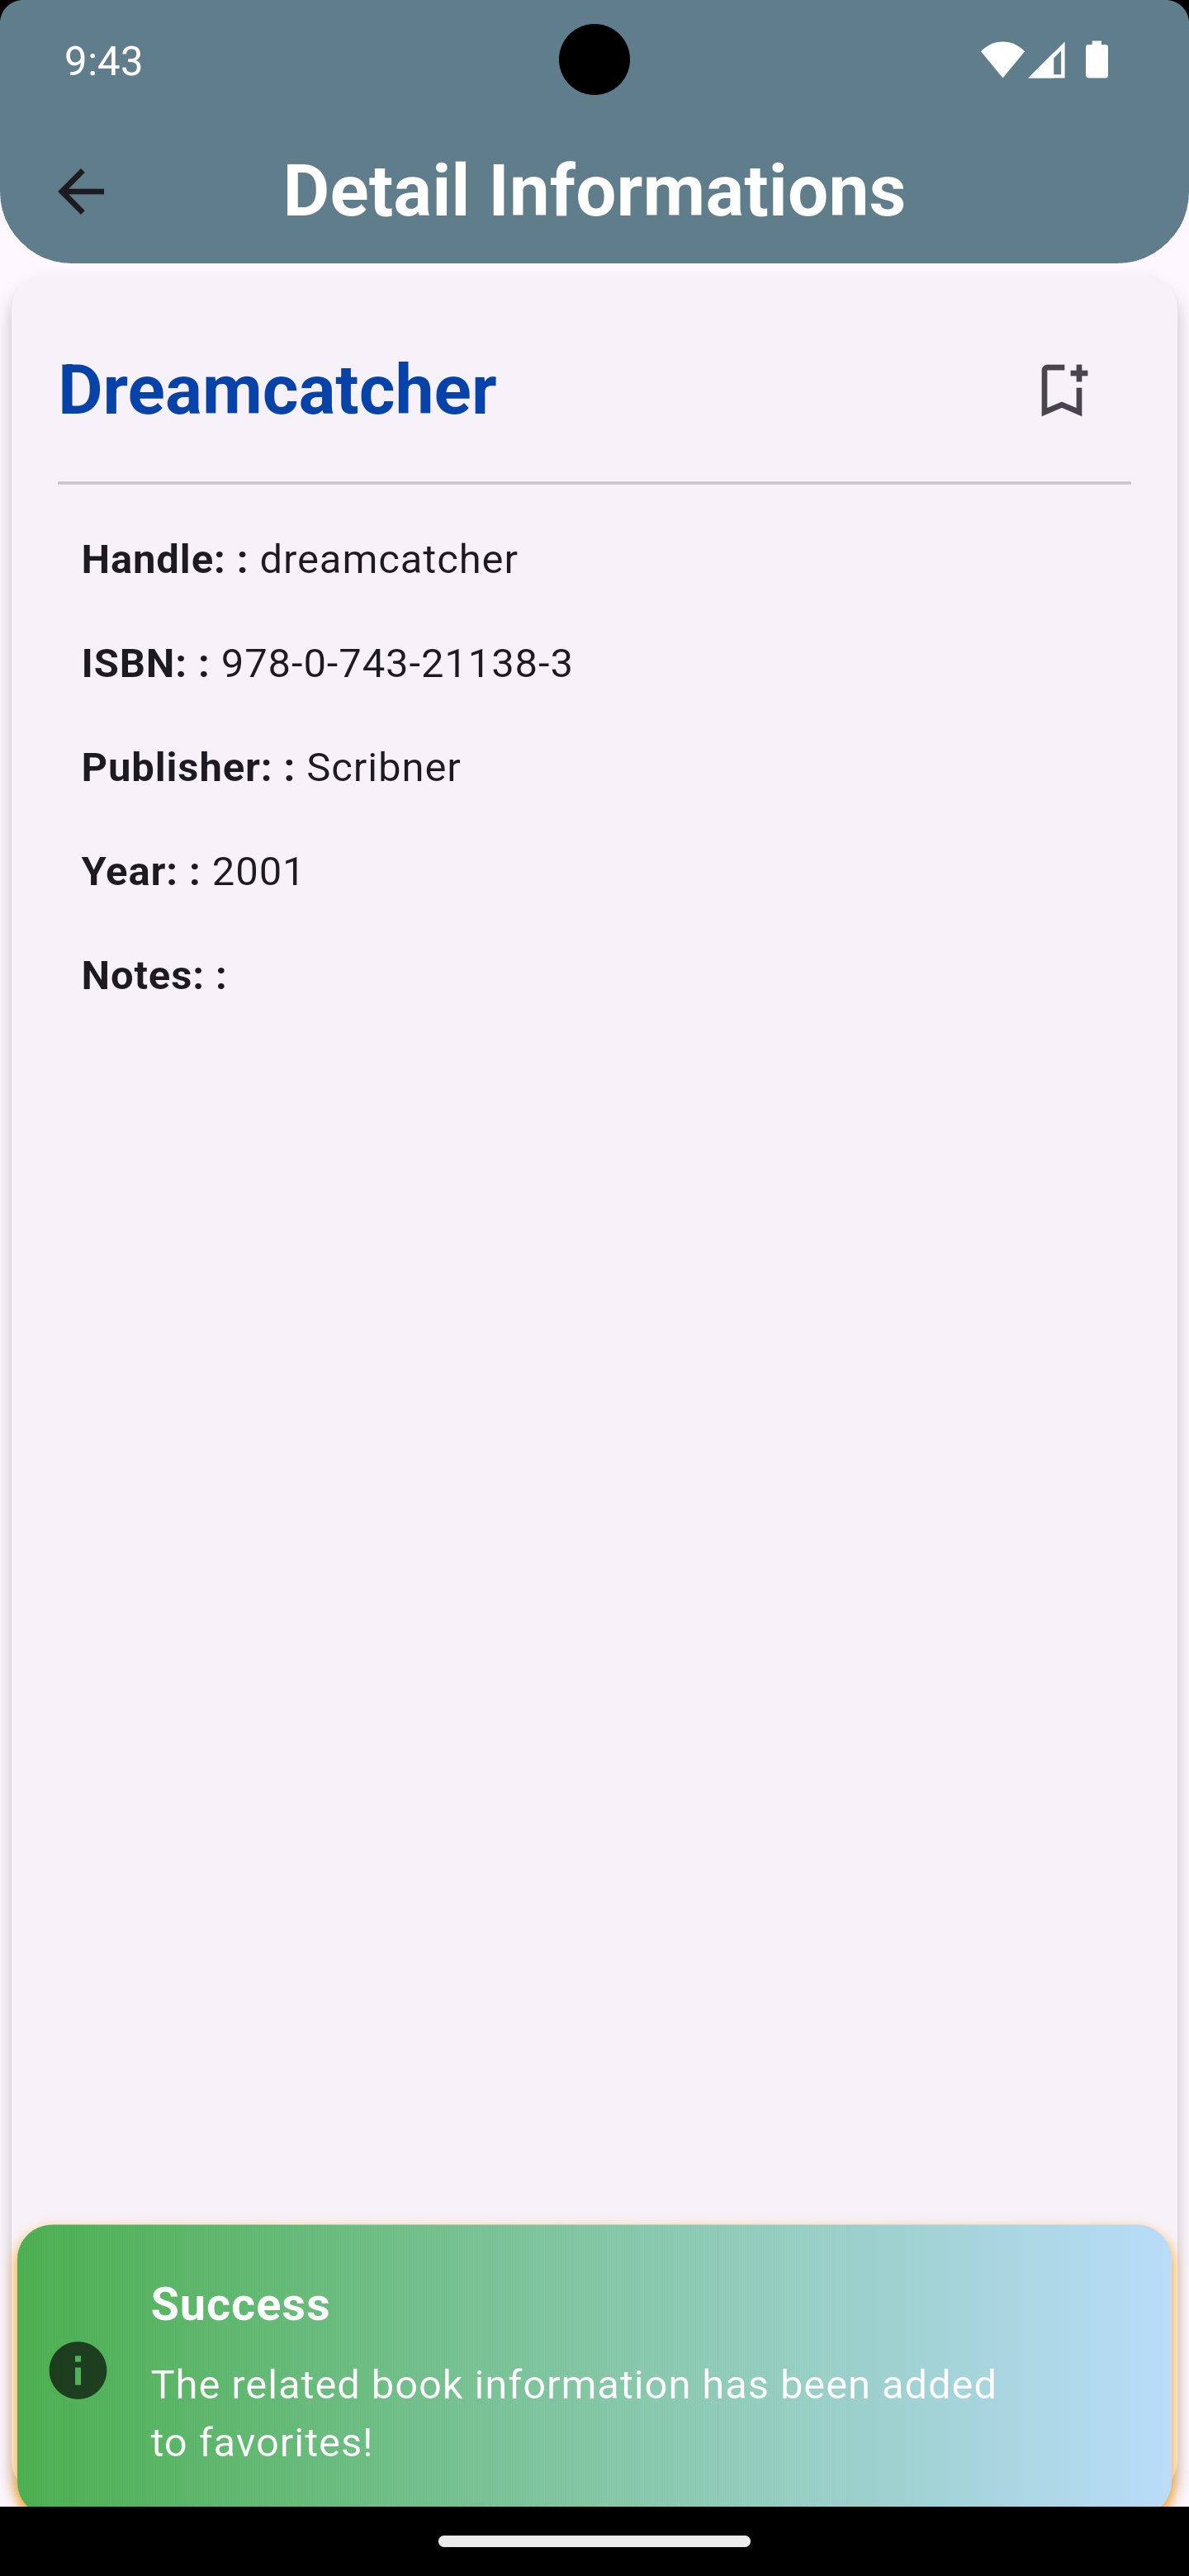 9:43
Detail Informations
Dreamcatcher
Handle: : dreamcatcher
ISBN: : 978-0-743-21138-3
Publisher: : Scribner
Year: : 2001
Notes: :
Success
The related book information has been added
to favorites!